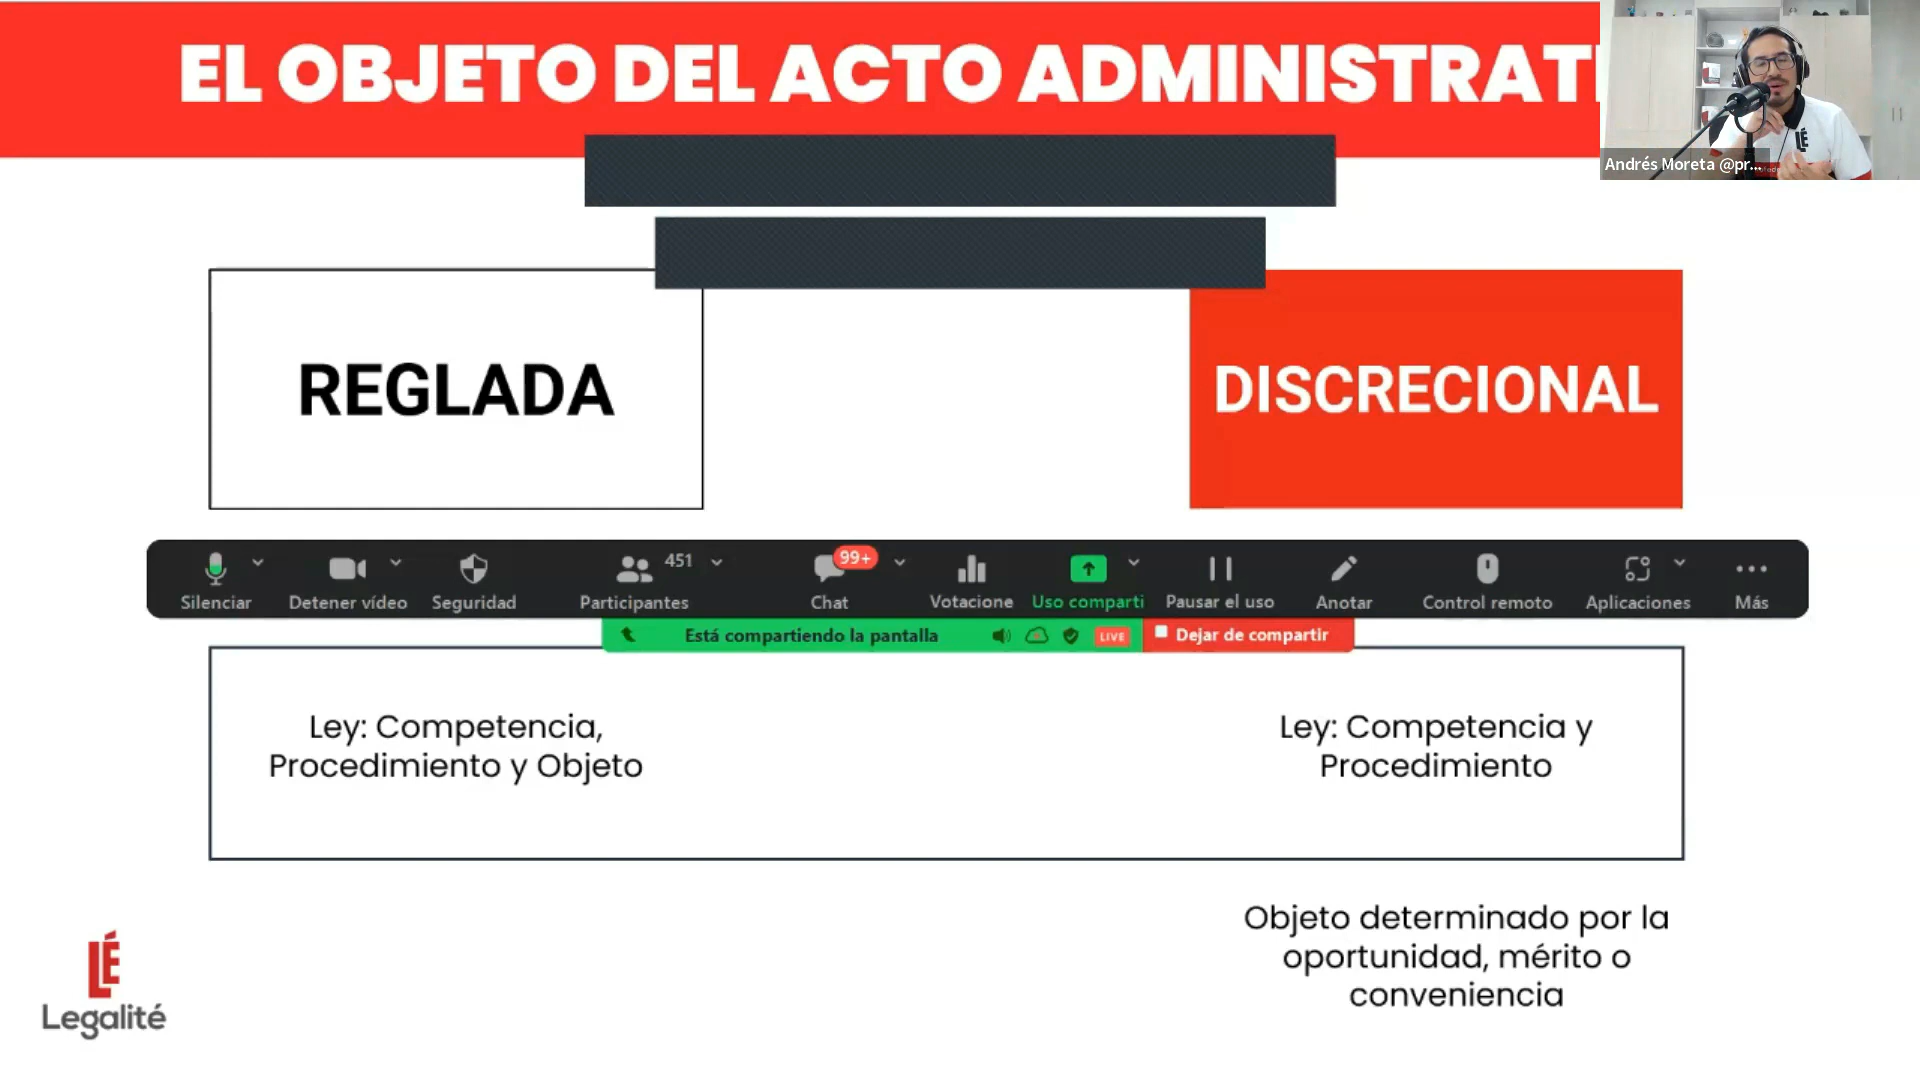 EL OBJETO DEL ACTO ADMINISTRATI
Andrés Moreta @pr...
REGLADA
DISCRECIONAL
Silenciar
Detener vídeo
Seguridad
451
Participantes
99+
Chat
Votacione
Uso comparti
Pausar el uso
Anotar
Control remoto
Aplicaciones
Más
Está compartiendo la pantalla
LIVE
Dejar de compartir
Ley: Competencia,
Procedimiento y Objeto
Ley: Competencia y
Procedimiento
Objeto determinado por la
oportunidad, mérito o
conveniencia
LÉ
Legalité
LÉ